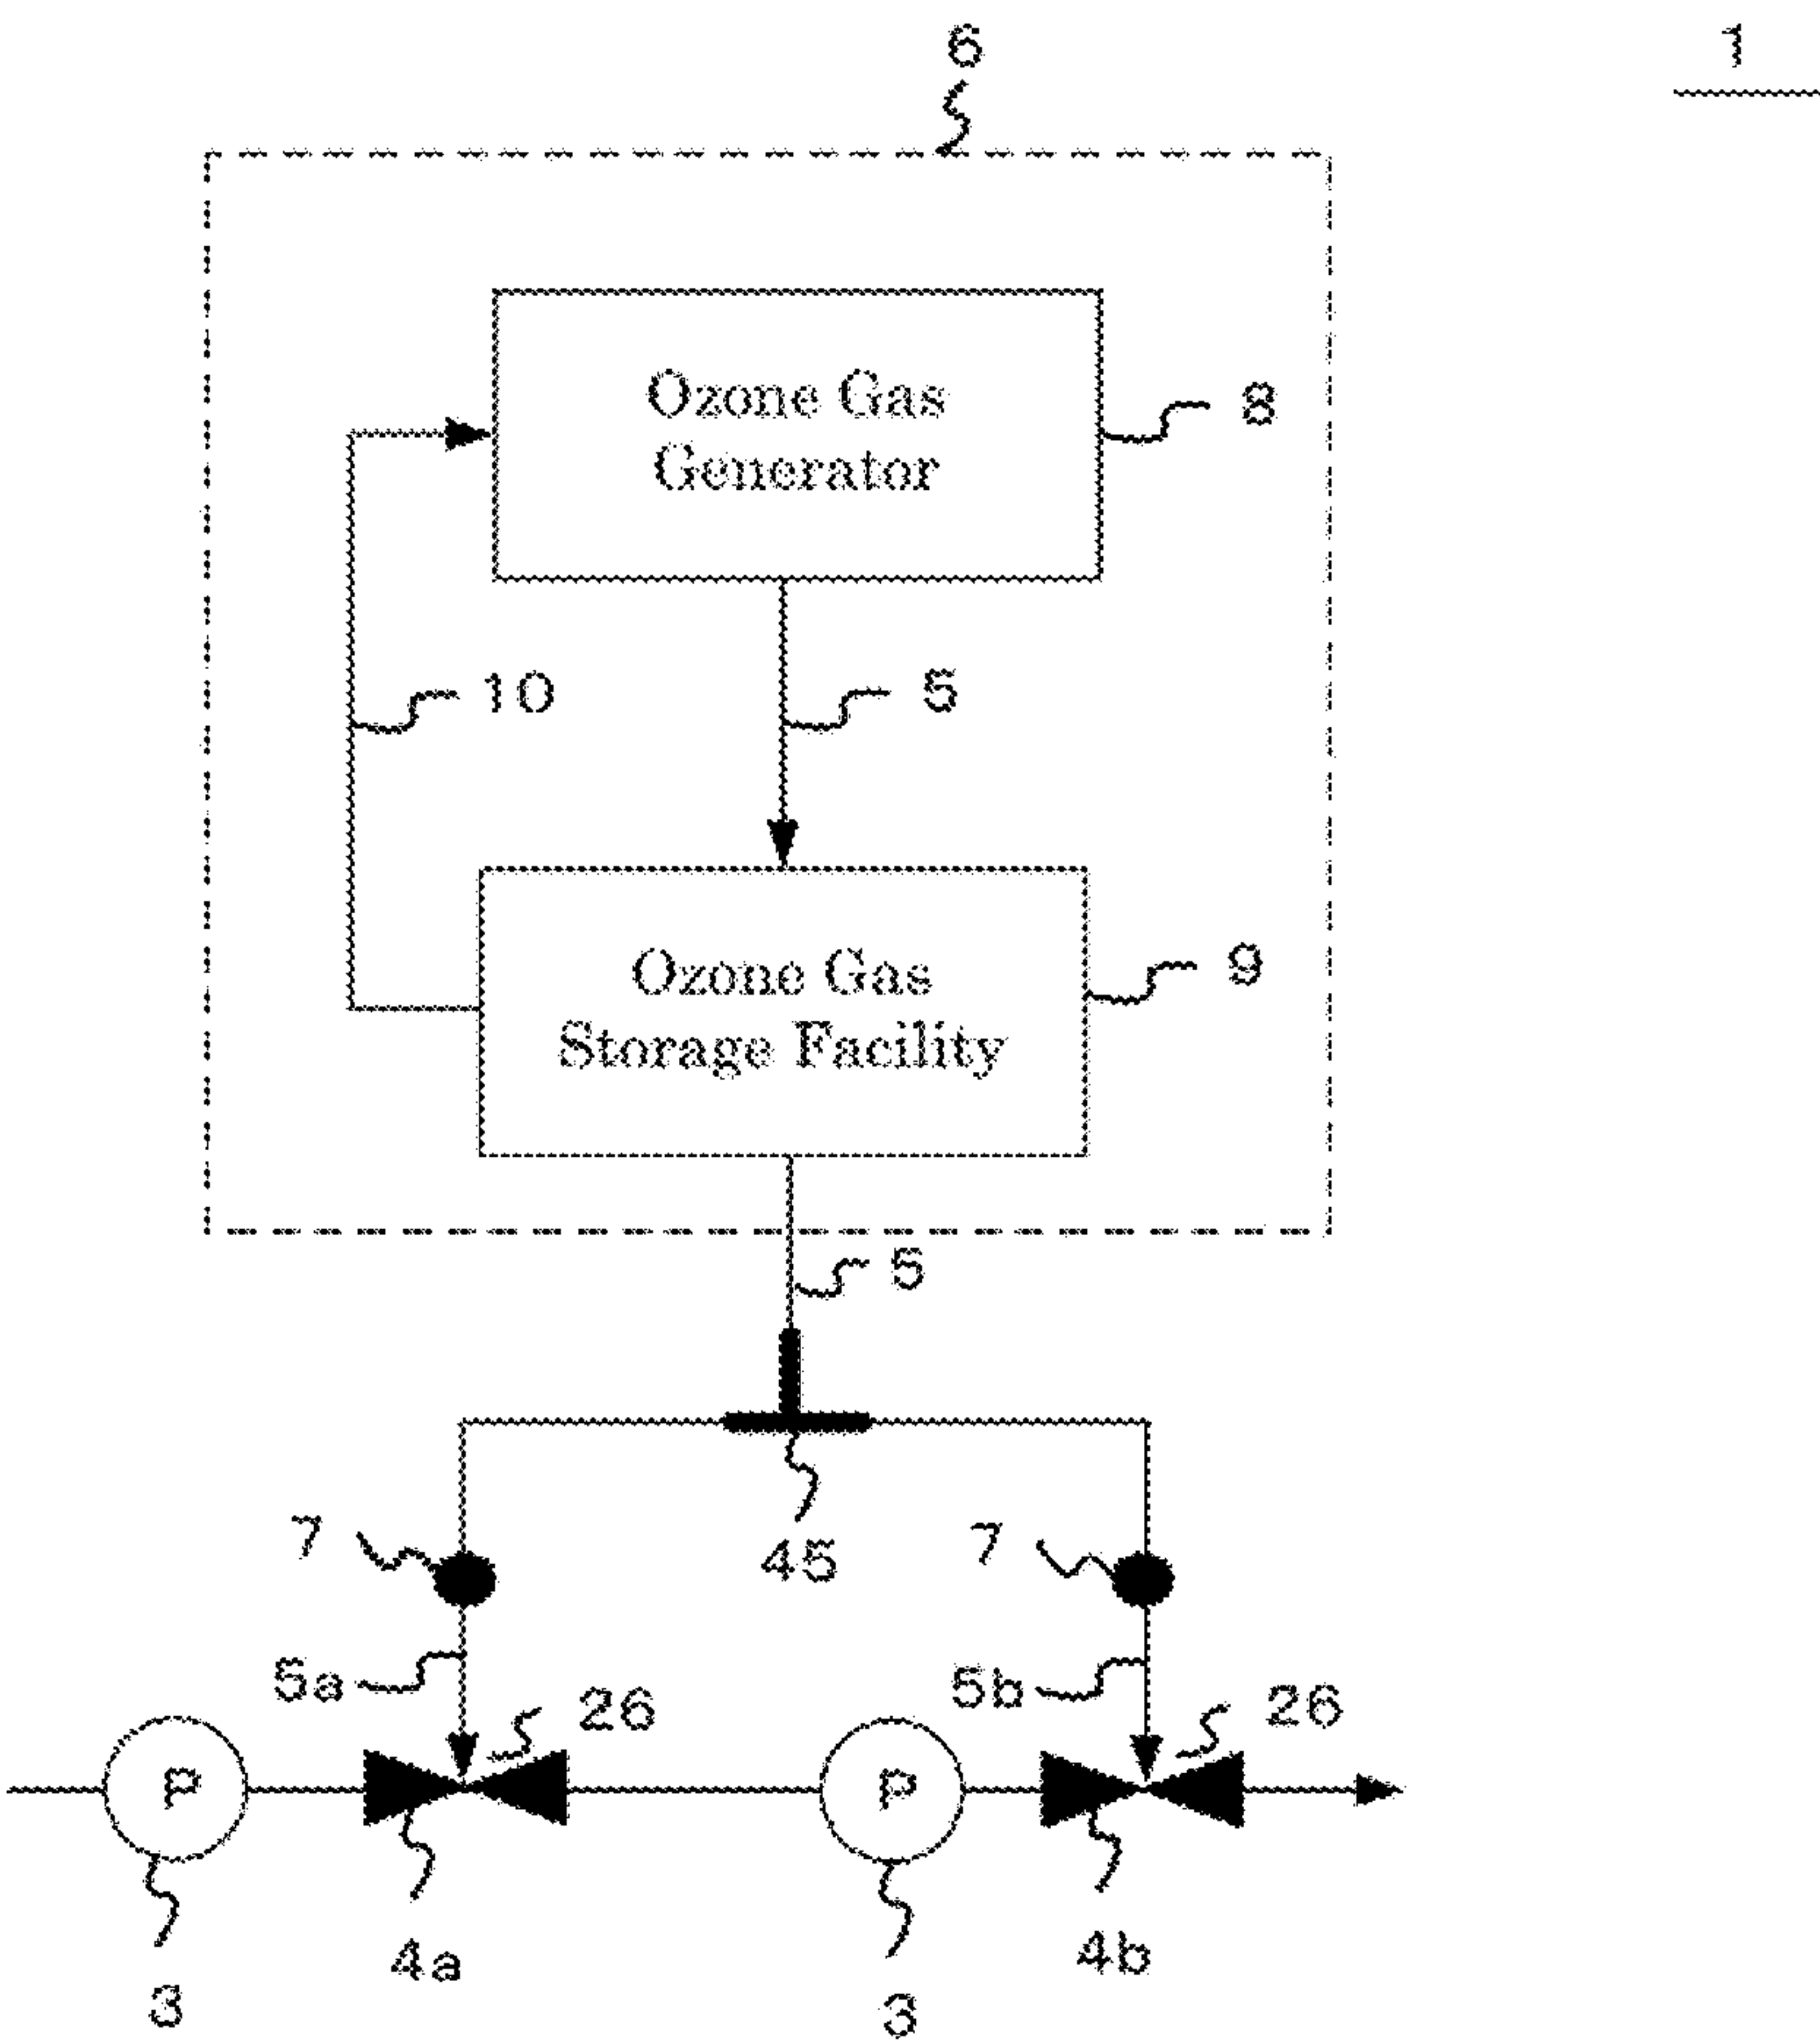 6
1
Ozone Gas
Generator
8
10
5
Ozone Gas
Storage Facility
9
5
7
45
7
5a
26
5b
26
P
P
4a
4b
3
3